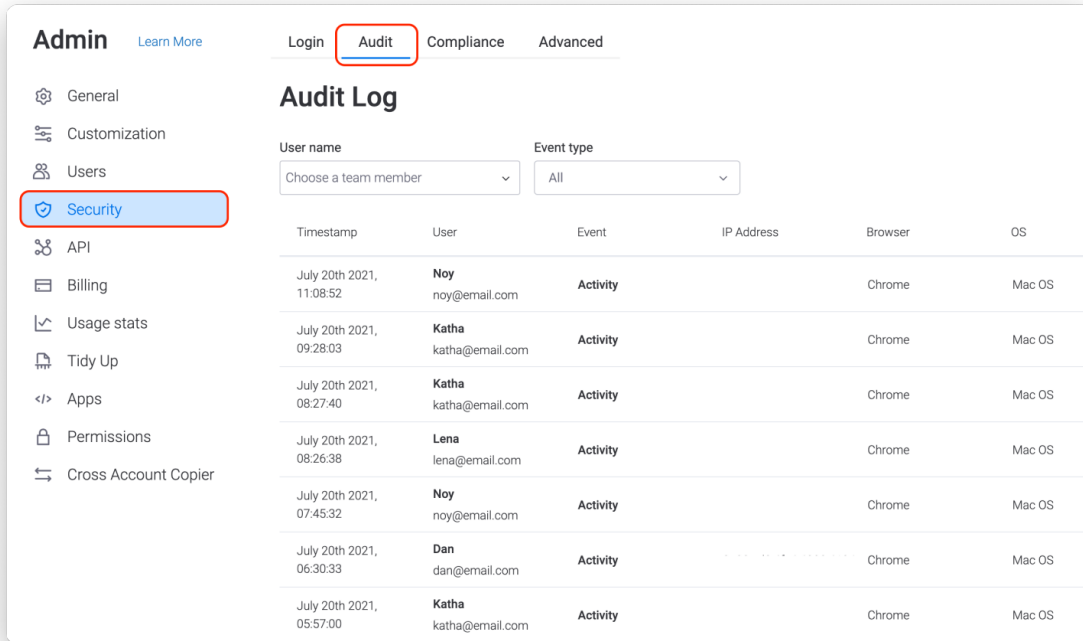 Admin
Learn More
General
Customization
Users
Security
API
Billing
Usage stats
Tidy Up
Apps
Permissions
Cross Account Copier
Login Audit Compliance Advanced
Audit Log
User name Event type
Choose a team member All
Timestamp User Event IP Address Browser OS
July 20th 2021, 11:08:52 Noy noy@email.com Activity Chrome Mac OS
July 20th 2021, 09:28:03 Katha katha@email.com Activity Chrome Mac OS
July 20th 2021, 08:27:40 Katha katha@email.com Activity Chrome Mac OS
July 20th 2021, 08:26:38 Lena lena@email.com Activity Chrome Mac OS
July 20th 2021, 07:45:32 Noy noy@email.com Activity Chrome Mac OS
July 20th 2021, 06:30:33 Dan dan@email.com Activity Chrome Mac OS
July 20th 2021, 05:57:00 Katha katha@email.com Activity Chrome Mac OS